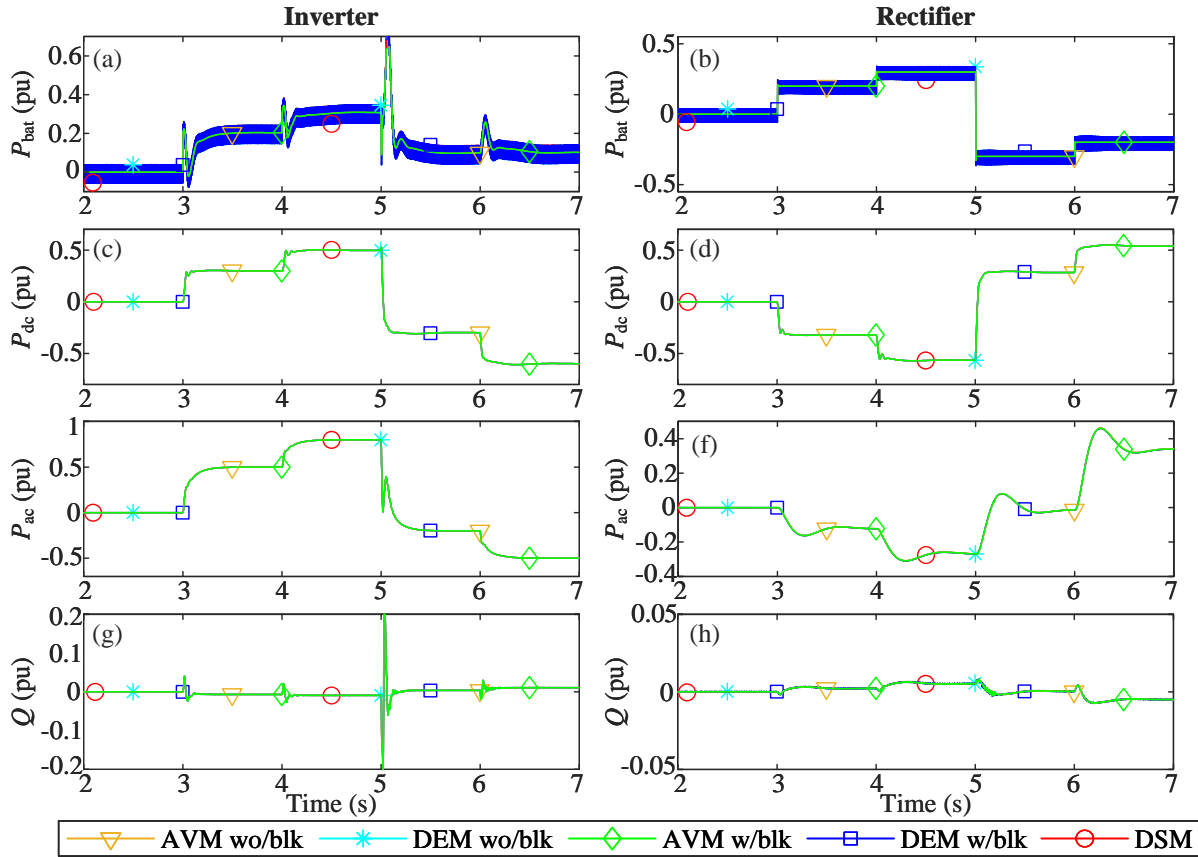 Inverter
Rectifier
(a)
P_bat (pu)
0.6
0.4
0.2
0
2 3 4 5 6 7
(b)
P_bat (pu)
0.5
0
-0.5
2 3 4 5 6 7
(c)
P_dc (pu)
0.5
0
-0.5
2 3 4 5 6 7
(d)
P_dc (pu)
0.5
0
-0.5
2 3 4 5 6 7
P_ac (pu)
1
0.5
0
-0.5
2 3 4 5 6 7
(f)
P_ac (pu)
0.4
0.2
0
-0.2
-0.4
2 3 4 5 6 7
(g)
Q (pu)
0.2
0.1
0
-0.1
-0.2
2 3 4 5 6 7
Time (s)
(h)
Q (pu)
0.05
0
-0.05
2 3 4 5 6 7
Time (s)
AVM wo/blk DEM wo/blk AVM w/blk DEM w/blk DSM